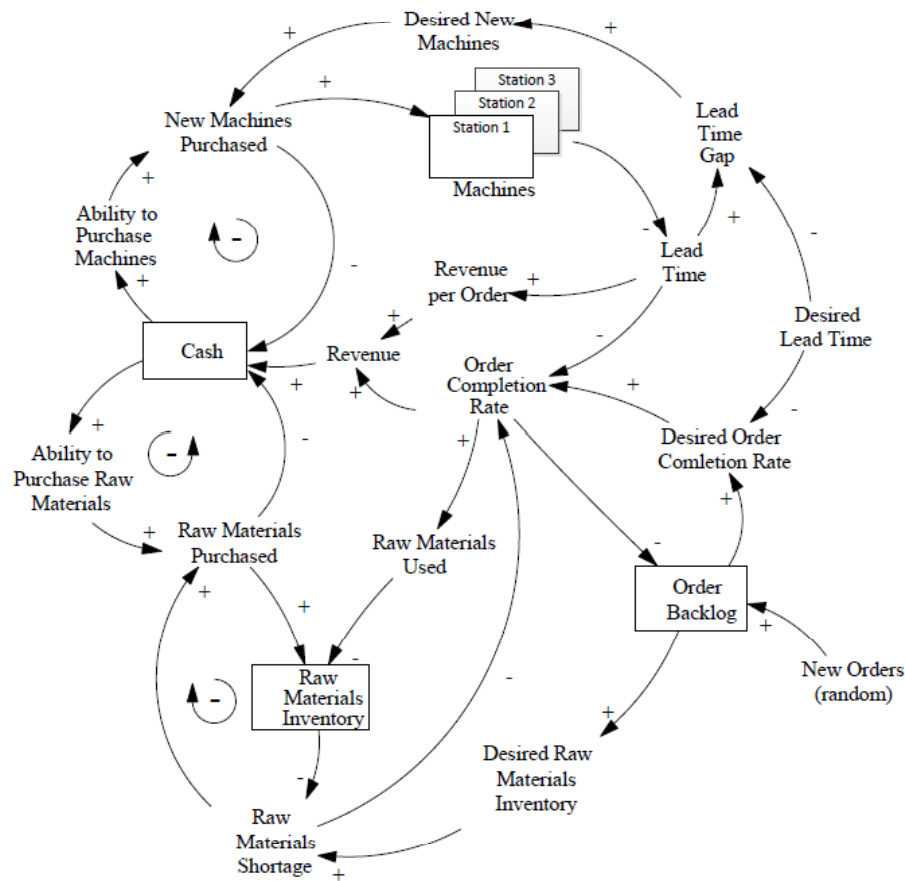 Desired New
Machines
+
+
+
Station 3
Station 2
Station 1
Machines
New Machines
Purchased
Lead
Time
Gap
+
+
Ability to
Purchase
Machines
-
-
-
-
+
Lead
Time
Revenue
per Order
+
+
Desired
Lead Time
Cash
Revenue
+
+
-
Order
Completion
Rate
+
-
+
-
Ability to
Purchase Raw
Materials
-
+
Desired Order
Comletion Rate
+
+
Raw Materials
Purchased
Raw Materials
Used
+
+
-
-
Order
Backlog
+
New Orders
(random)
-
Raw
Materials
Inventory
-
+
-
Desired Raw
Materials
Inventory
Raw
Materials
Shortage
+